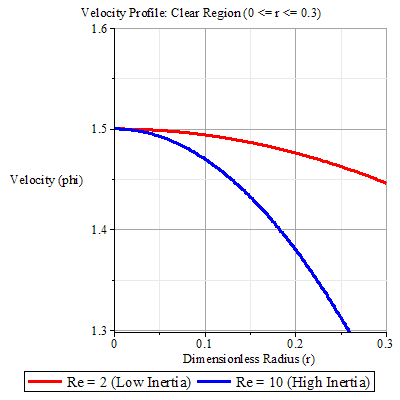 Velocity Profile: Clear Region (0 <= r <= 0.3)
1.6
1.5
Velocity (phi)
1.4
1.3
0 0.1 0.2 0.3
Dimensionless Radius (r)
Re = 2 (Low Inertia) Re = 10 (High Inertia)